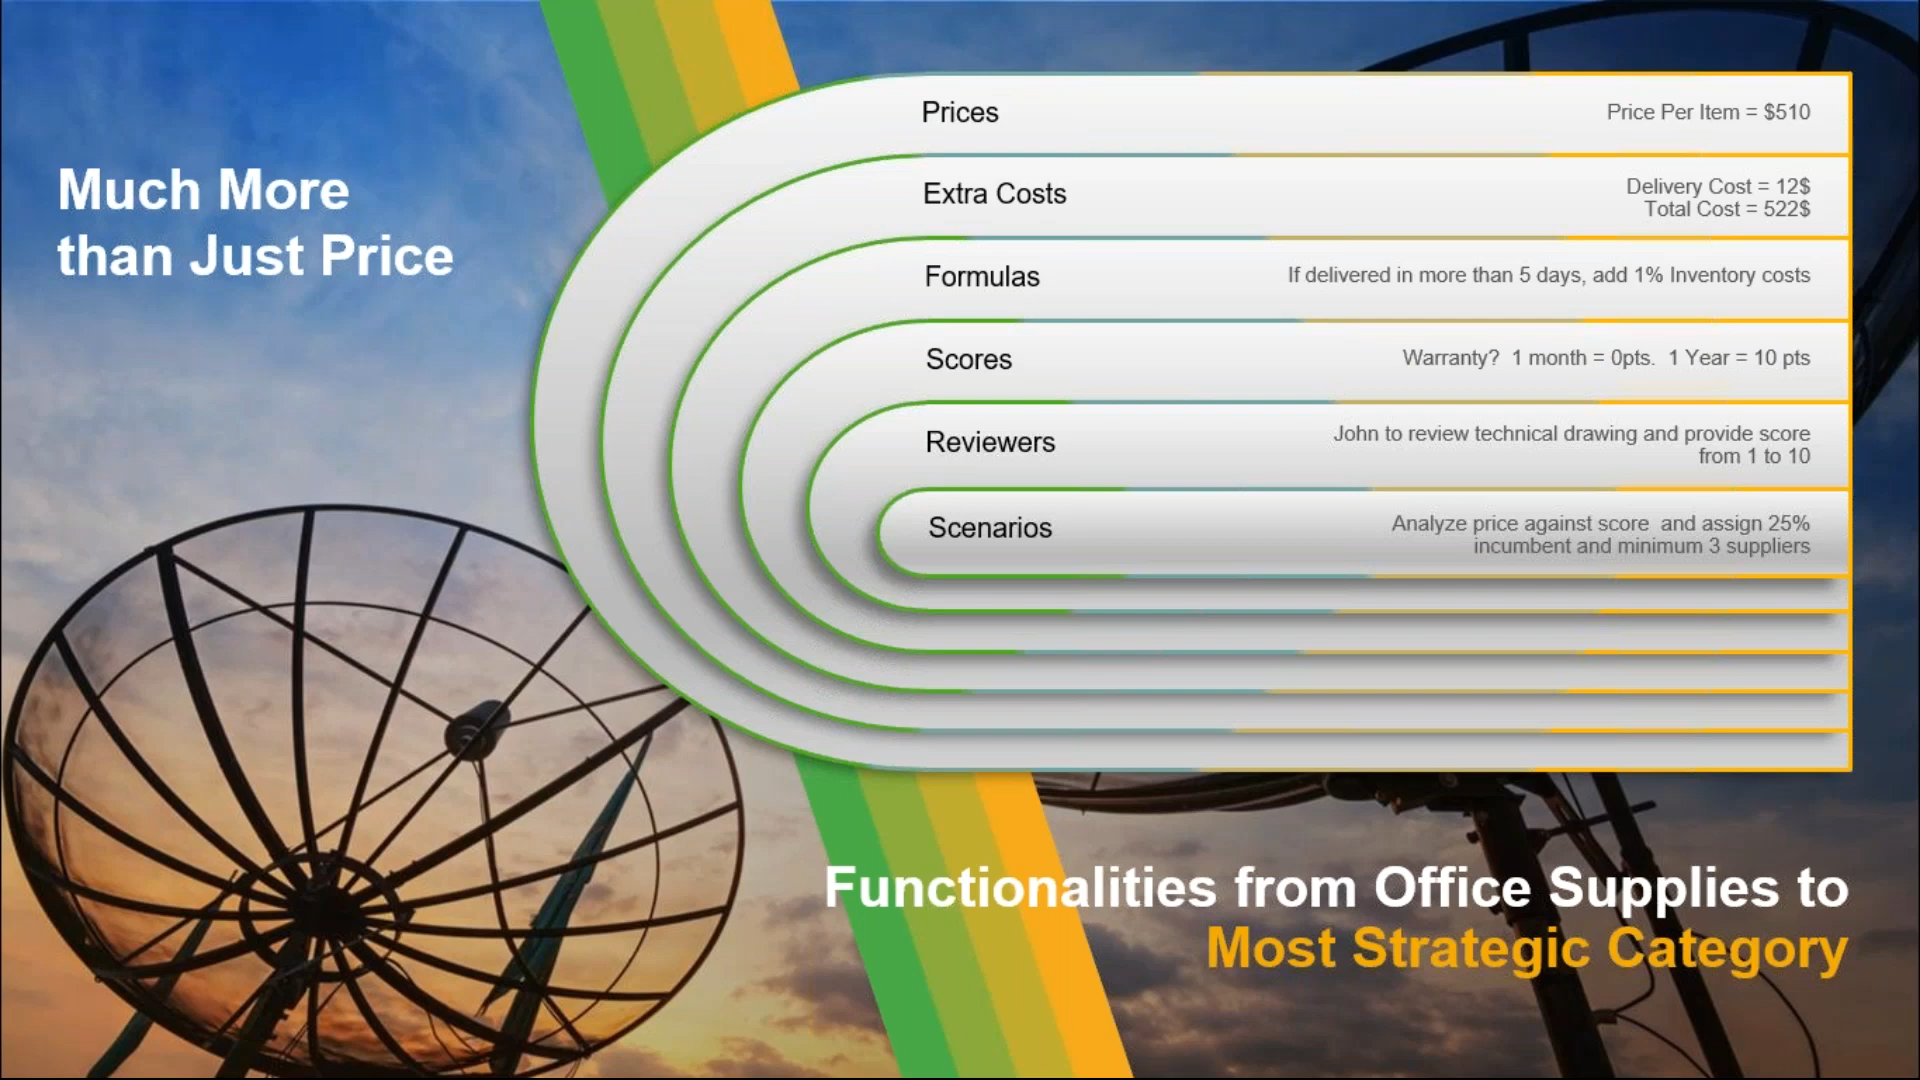 Much More
than Just Price
Prices
Price Per Item = $510
Extra Costs
Delivery Cost = 12$
Total Cost = 522$
Formulas
If delivered in more than 5 days, add 1% Inventory costs
Scores
Warranty?  1 month = 0pts.  1 Year = 10 pts
Reviewers
John to review technical drawing and provide score
from 1 to 10
Scenarios
Analyze price against score  and assign 25%
incumbent and minimum 3 suppliers
Functionalities from Office Supplies to
Most Strategic Category